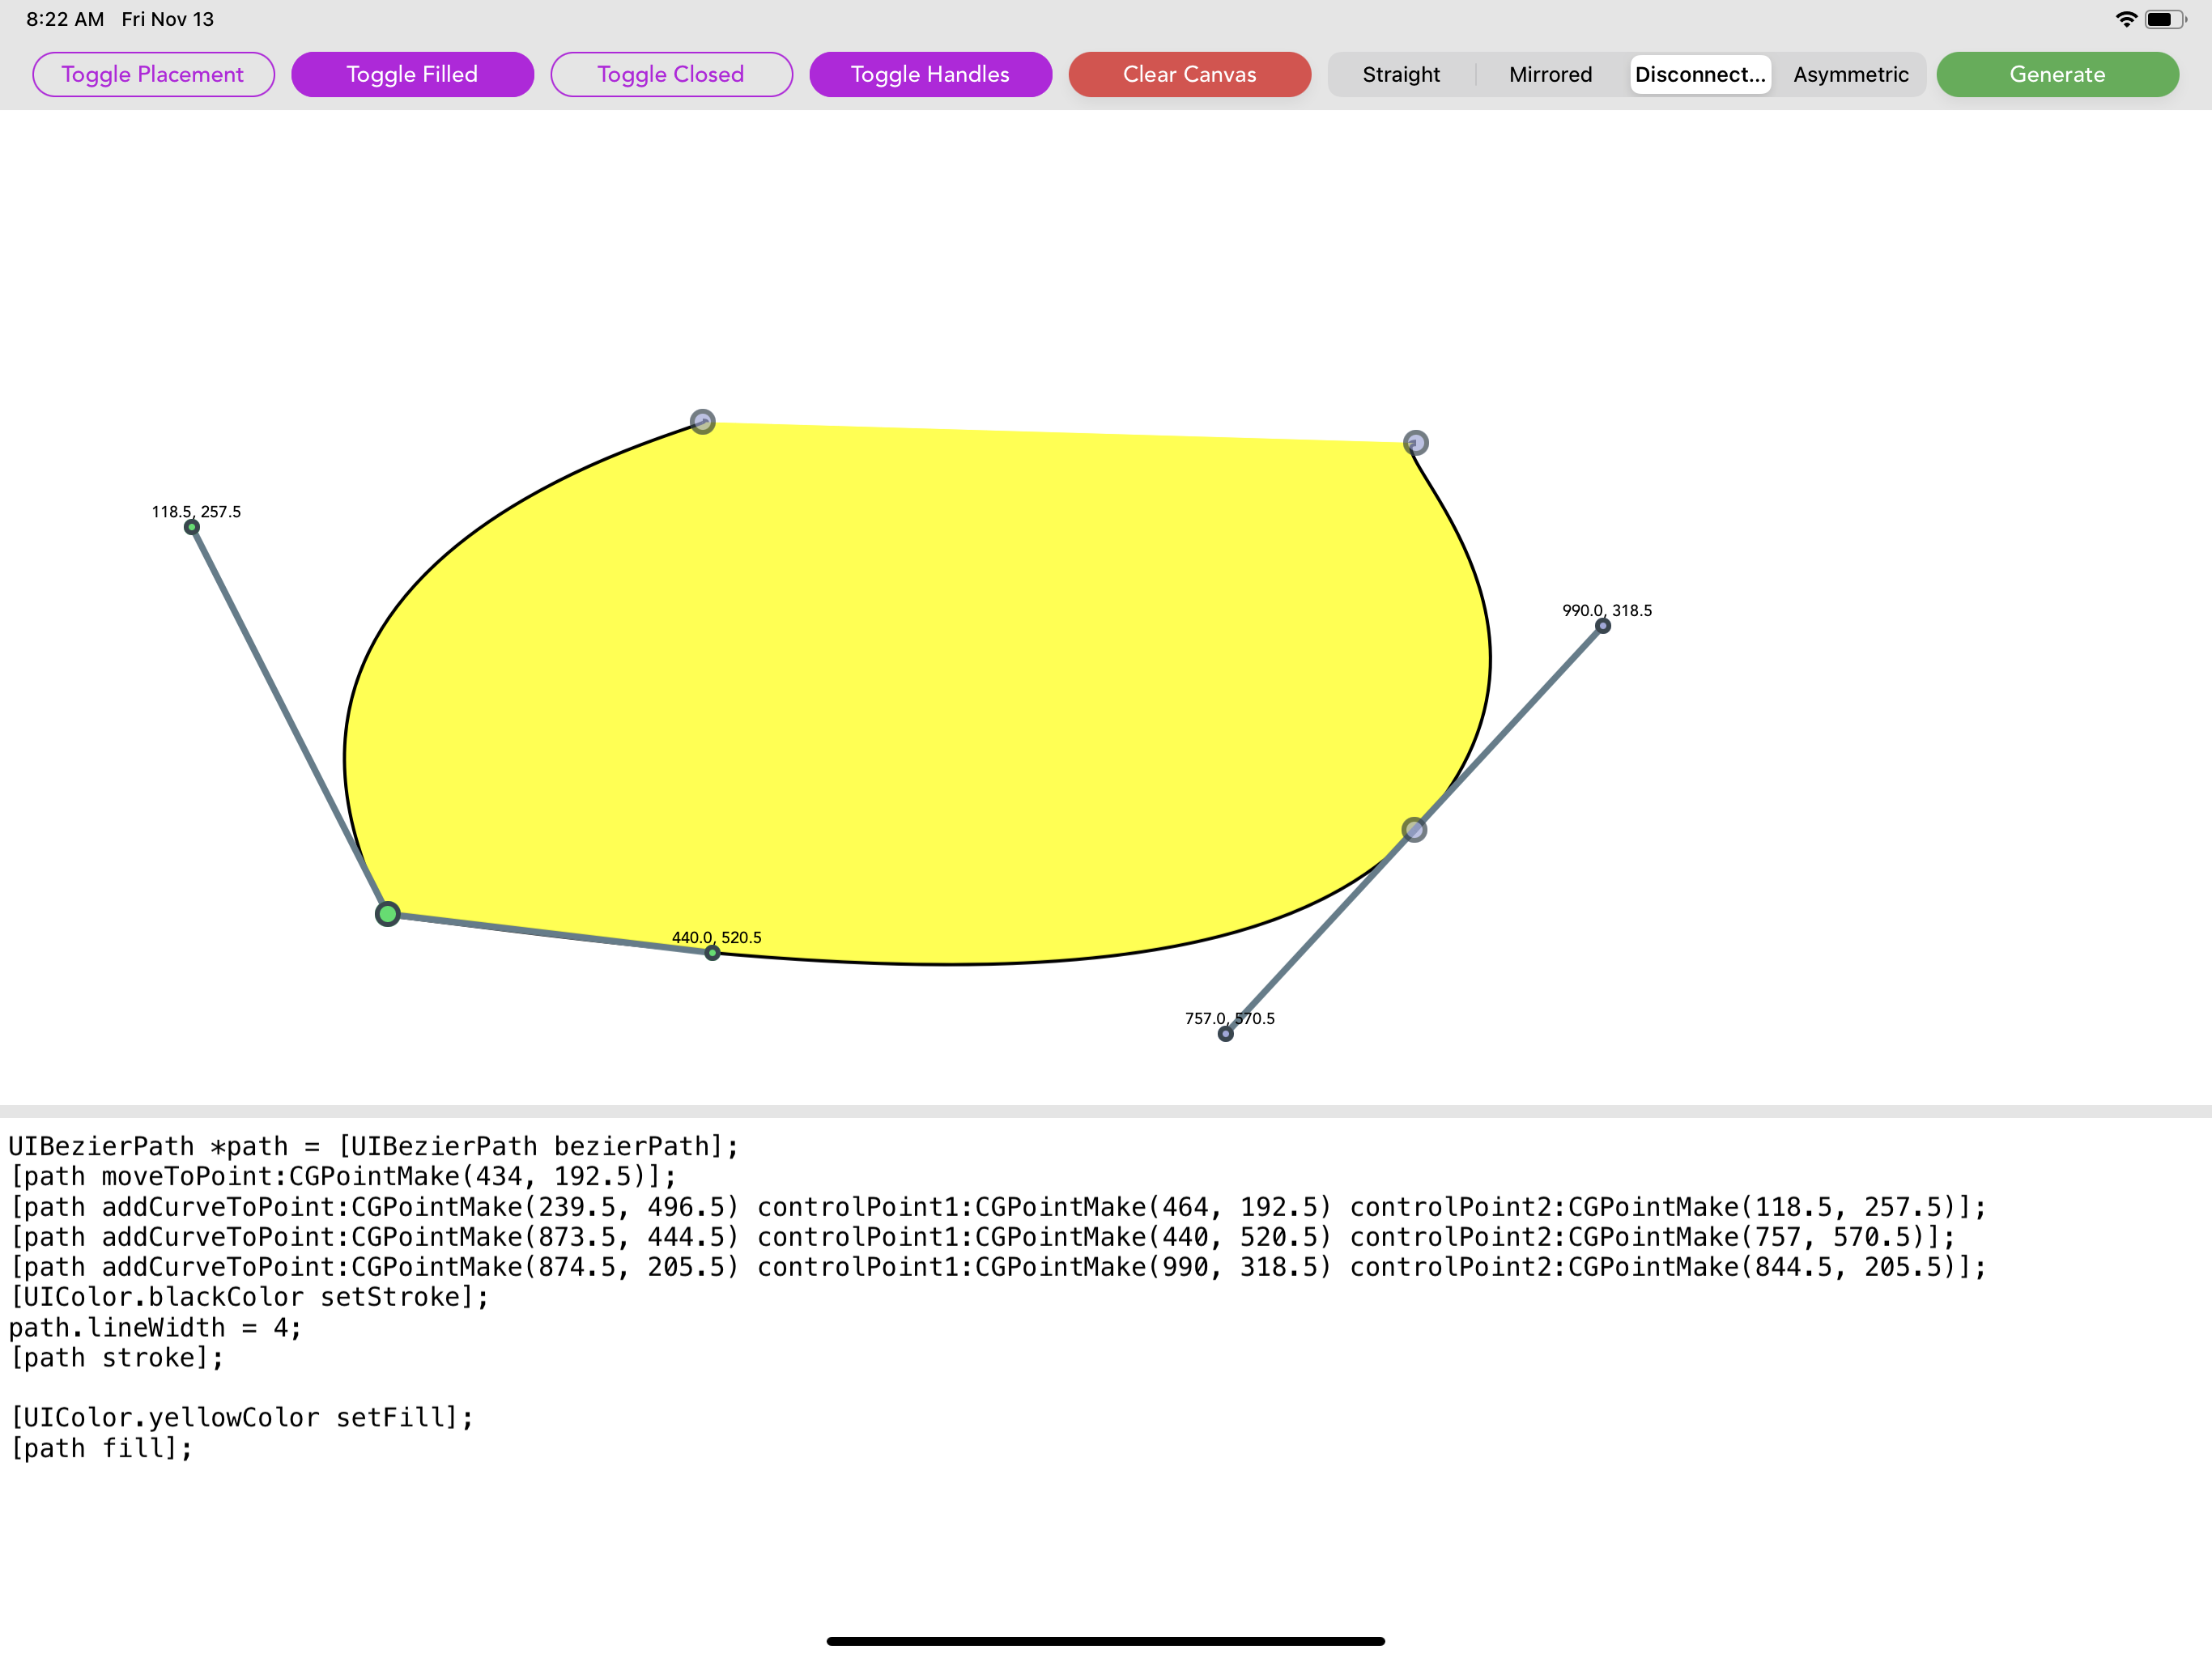 8:22 AM Fri Nov 13
Toggle Placement Toggle Filled Toggle Closed Toggle Handles Clear Canvas Straight Mirrored Disconnect... Asymmetric Generate
118.5, 257.5
990.0, 318.5
440.0, 520.5
757.0, 570.5
UIBezierPath *path = [UIBezierPath bezierPath];
[path moveToPoint:CGPointMake(434, 192.5)];
[path addCurveToPoint:CGPointMake(239.5, 496.5) controlPoint1:CGPointMake(464, 192.5) controlPoint2:CGPointMake(118.5, 257.5)];
[path addCurveToPoint:CGPointMake(873.5, 444.5) controlPoint1:CGPointMake(440, 520.5) controlPoint2:CGPointMake(757, 570.5)];
[path addCurveToPoint:CGPointMake(874.5, 205.5) controlPoint1:CGPointMake(990, 318.5) controlPoint2:CGPointMake(844.5, 205.5)];
[UIColor.blackColor setStroke];
path.lineWidth = 4;
[path stroke];
[UIColor.yellowColor setFill];
[path fill];